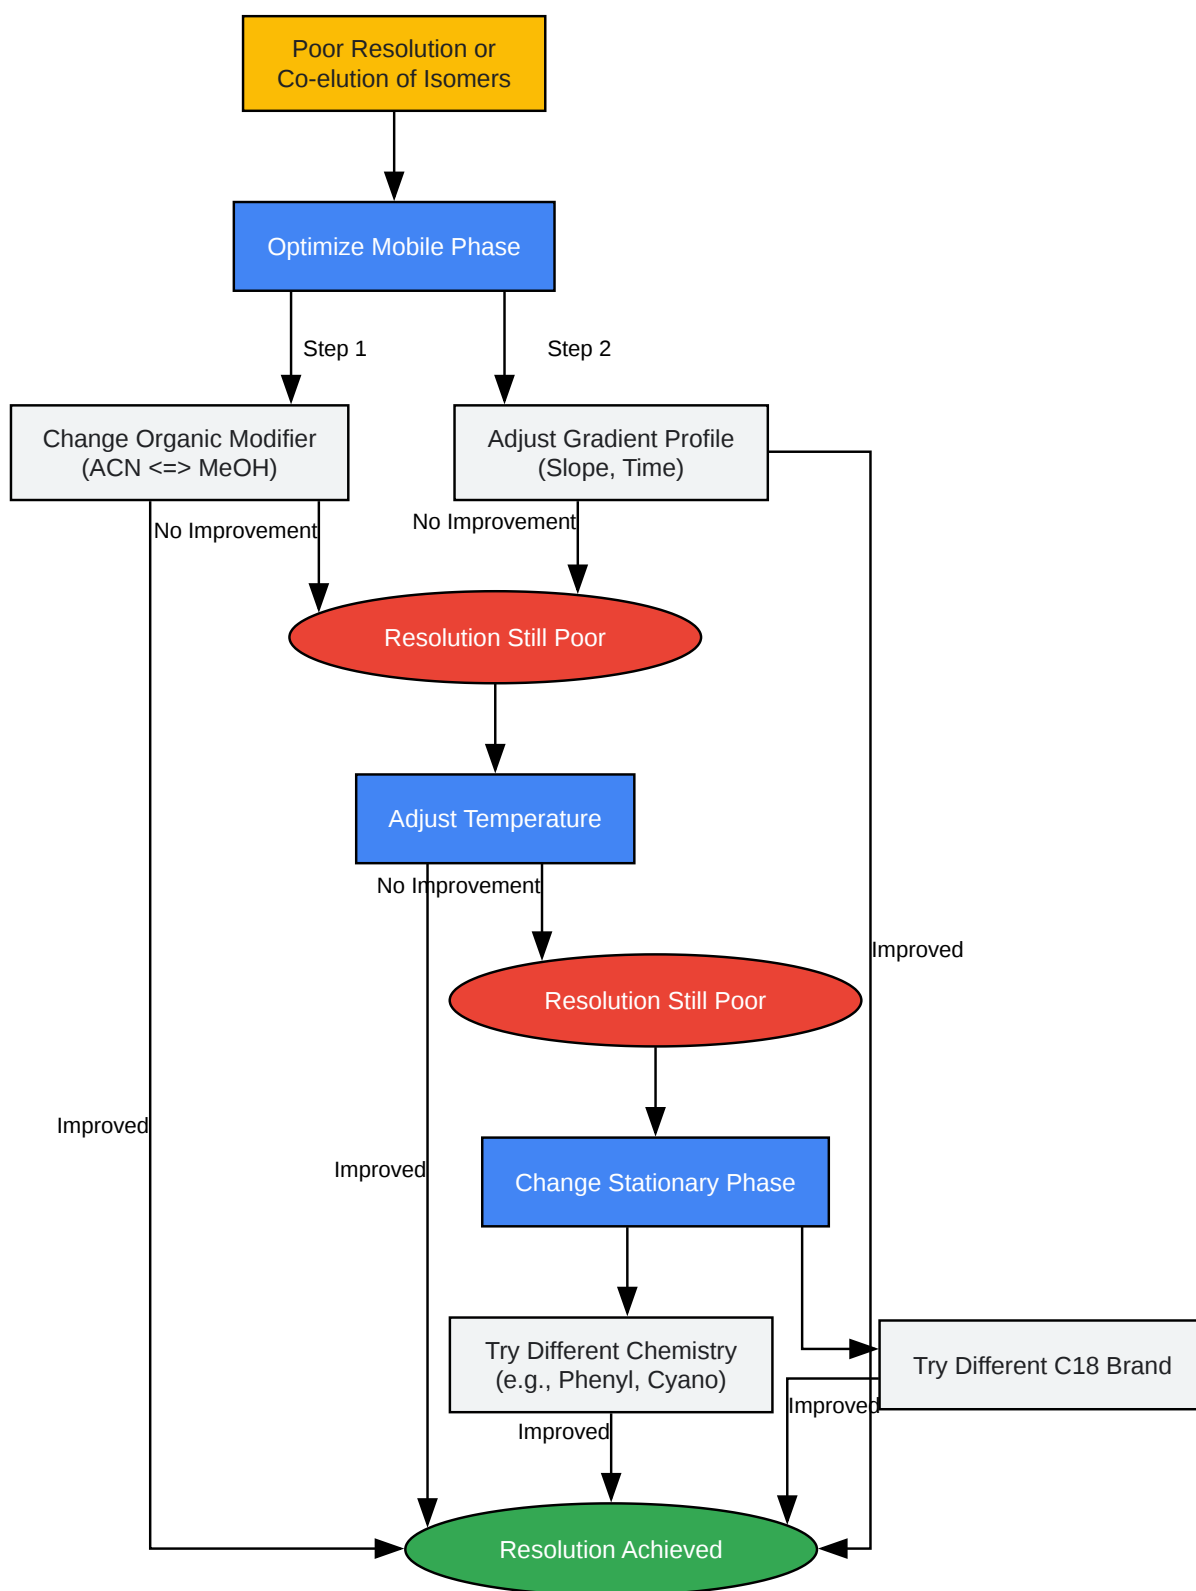 Poor Resolution or
Co-elution of Isomers
Optimize Mobile Phase
Step 1
Step 2
Change Organic Modifier
(ACN <=> MeOH)
Adjust Gradient Profile
(Slope, Time)
No Improvement
No Improvement
Resolution Still Poor
Adjust Temperature
No Improvement
Improved
Resolution Still Poor
Improved
Improved
Change Stationary Phase
Try Different Chemistry
(e.g., Phenyl, Cyano)
Try Different C18 Brand
Improved
Improved
Resolution Achieved